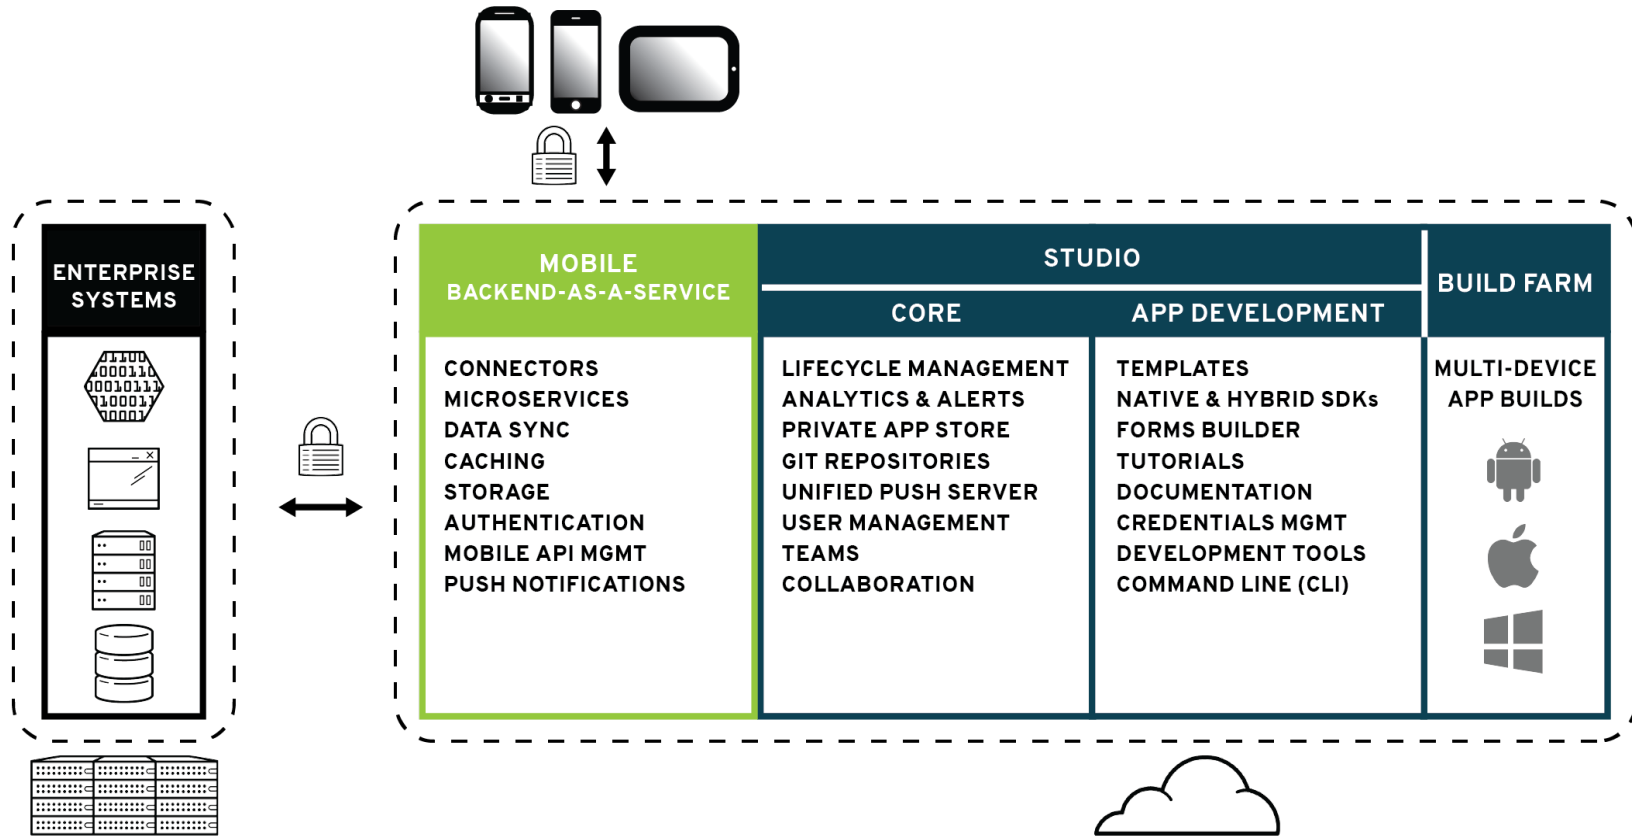 ENTERPRISE
SYSTEMS
MOBILE
BACKEND-AS-A-SERVICE
STUDIO
CORE
APP DEVELOPMENT
BUILD FARM
CONNECTORS
MICROSERVICES
DATA SYNC
CACHING
STORAGE
AUTHENTICATION
MOBILE API MGMT
PUSH NOTIFICATIONS
LIFECYCLE MANAGEMENT
ANALYTICS & ALERTS
PRIVATE APP STORE
GIT REPOSITORIES
UNIFIED PUSH SERVER
USER MANAGEMENT
TEAMS
COLLABORATION
TEMPLATES
NATIVE & HYBRID SDKs
FORMS BUILDER
TUTORIALS
DOCUMENTATION
CREDENTIALS MGMT
DEVELOPMENT TOOLS
COMMAND LINE (CLI)
MULTI-DEVICE
APP BUILDS